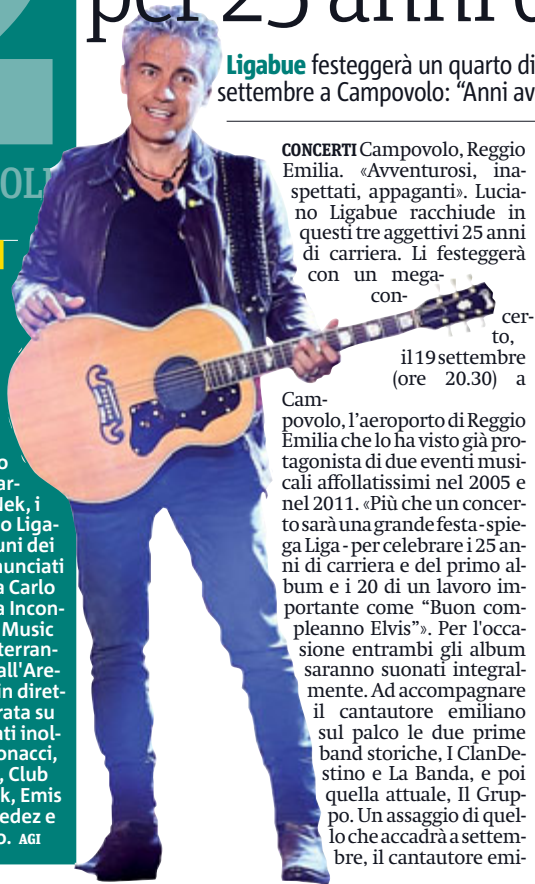 per 25 anni
Ligabue festeggerà un quarto di
settembre a Campovolo: “Anni av
CONCERTI Campovolo, Reggio
Emilia. «Avventurosi, ina-
spettati, appaganti». Lucia-
no Ligabue racchiude in
questi tre aggettivi 25 anni
di carriera. Li festeggerà
con un mega-
con-
cer-
to,
il 19 settembre
(ore 20.30) a
Cam-
povolo, l’aeroporto di Reggio
Emilia che lo ha visto già pro-
tagonista di due eventi musi-
cali affollatissimi nel 2005 e
nel 2011. «Più che un concer-
to sarà una grande festa - spie-
ga Liga - per celebrare i 25 an-
ni di carriera e del primo al-
bum e i 20 di un lavoro im-
portante come “Buon com-
pleanno Elvis”». Per l'occa-
sione entrambi gli album
saranno suonati integral-
mente. Ad accompagnare
il cantautore emiliano
sul palco le due prime
band storiche, I ClanDe-
stino e La Banda, e poi
quella attuale, Il Grup-
po. Un assaggio di quel-
lo che accadrà a settem-
bre, il cantautore emi-
OLI
o
ar-
Nek, i
o Liga-
uni dei
nunciati
a Carlo
a Incon-
Music
terran-
all'Are-
in diret-
rata su
ti inol-
onacci,
, Club
k, Emis
edez e
o. AGI